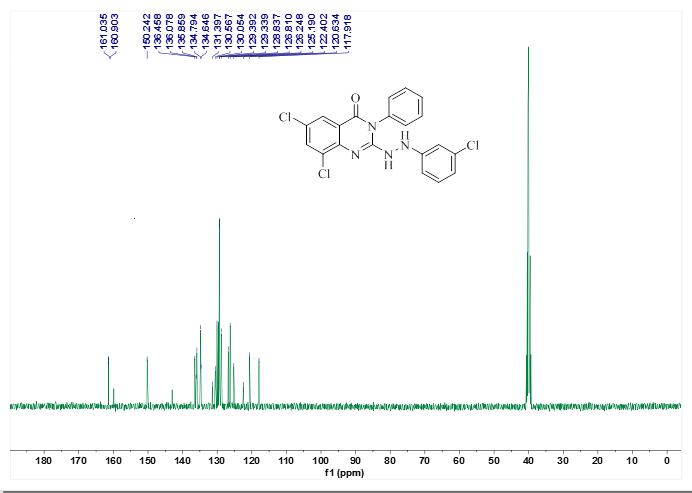 161.035
160.903
150.242
136.458
136.078
135.859
134.794
134.646
131.397
130.567
130.054
129.392
129.339
128.837
126.810
126.248
125.190
122.402
120.634
117.918
O
Cl
N
H
N
Cl
N
N
H
Cl
180 170 160 150 140 130 120 110 100 90 80 70 60 50 40 30 20 10 0
f1 (ppm)